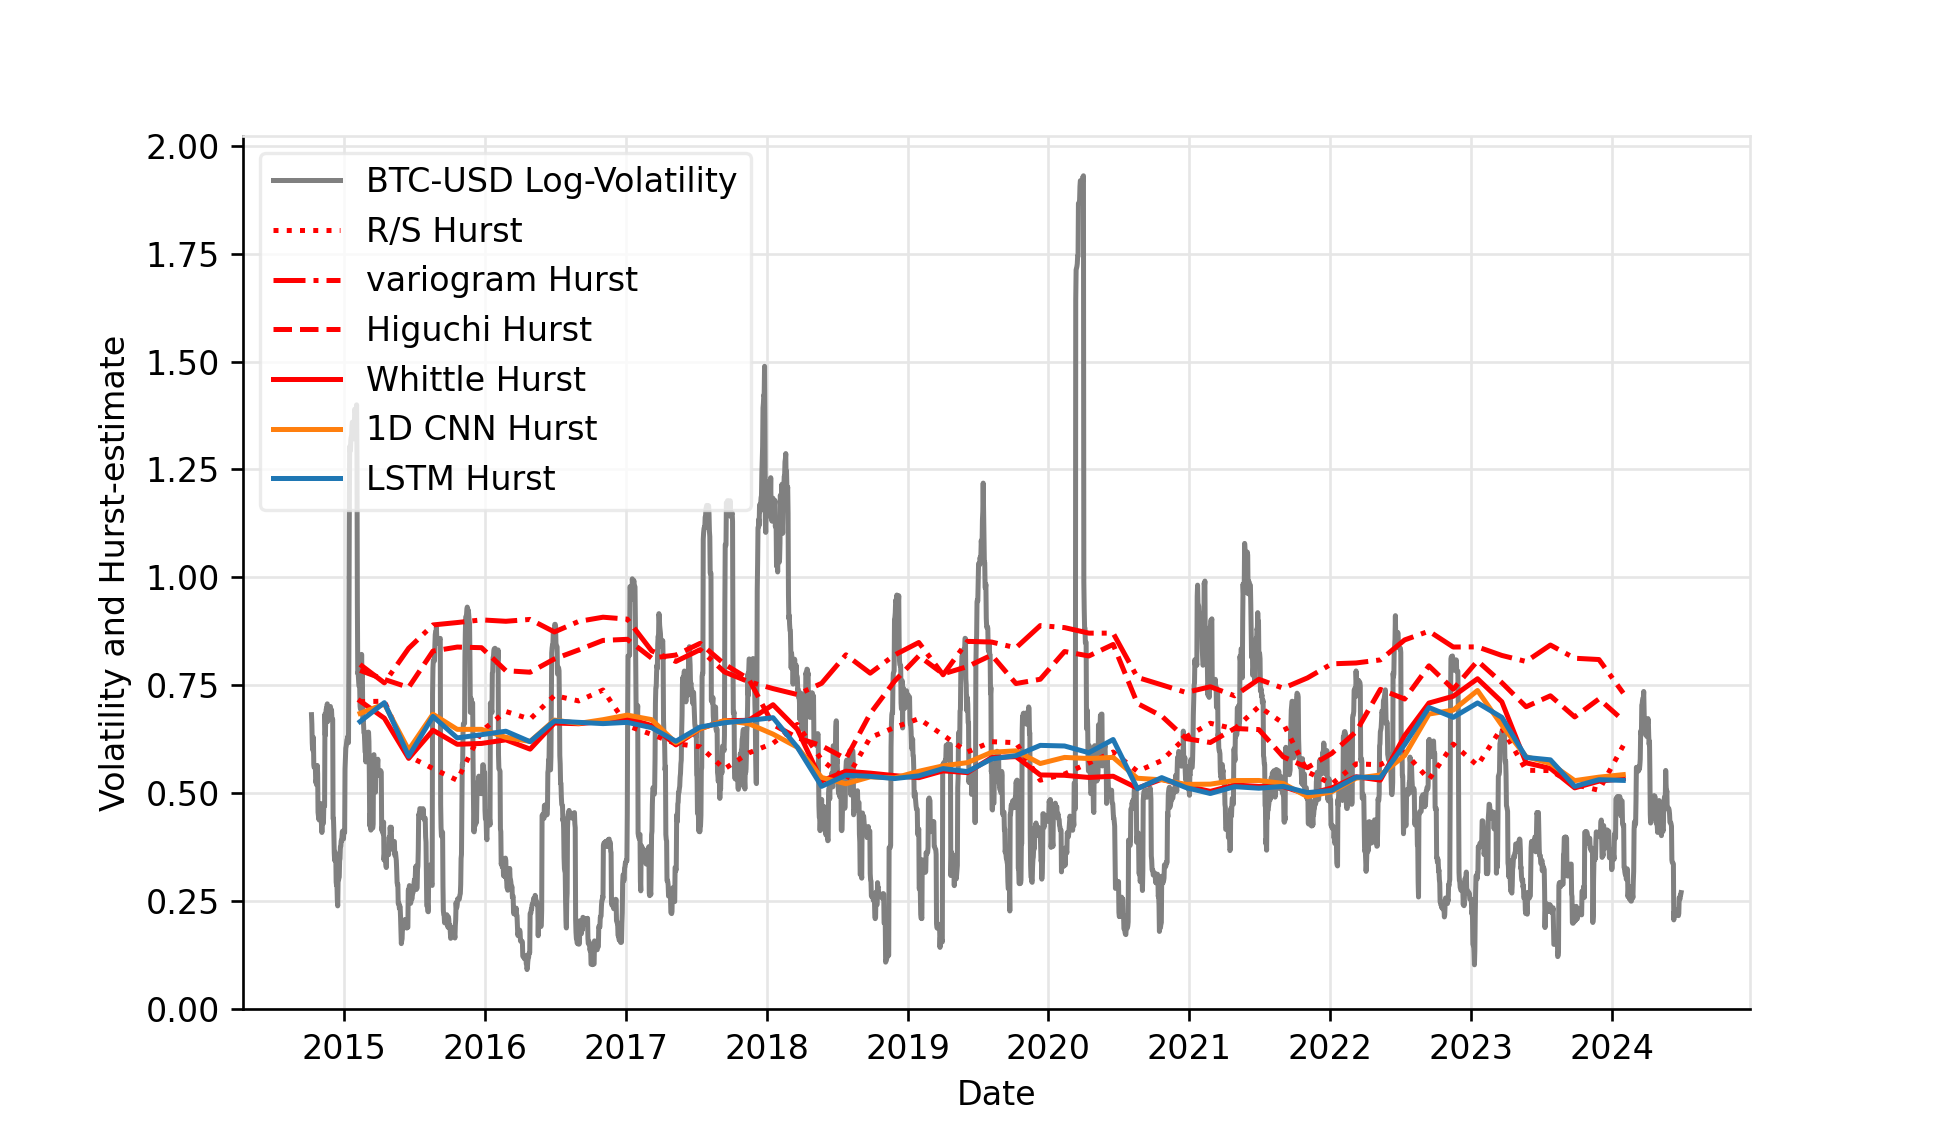 2.00
1.75
1.50
1.25
1.00
0.75
0.50
0.25
0.00
Volatility and Hurst-estimate
BTC-USD Log-Volatility
R/S Hurst
variogram Hurst
Higuchi Hurst
Whittle Hurst
1D CNN Hurst
LSTM Hurst
2015 2016 2017 2018 2019 2020 2021 2022 2023 2024
Date